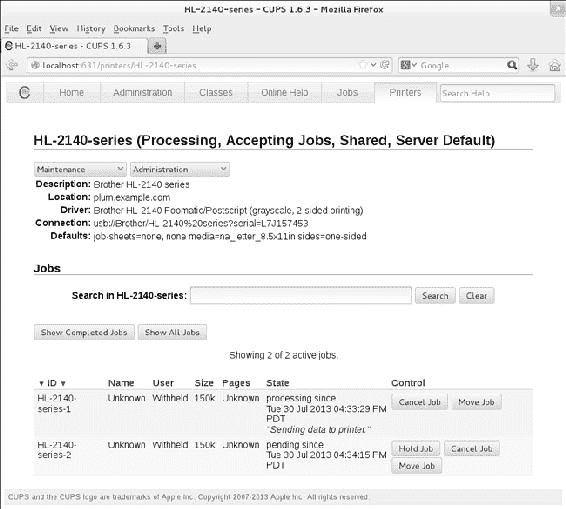 HL-2140-series - CUPS 1.6.3 - Mozilla Firefox
File Edit View History Bookmarks Tools Help
HL-2140-series - CUPS 1.6.3
localhost:631/printers/HL-2140-series
Google
Home Administration Classes Online Help Jobs Printers Search Help
HL-2140-series (Processing, Accepting Jobs, Shared, Server Default)
Maintenance Administration
Description: Brother HL-2140 series
Location: plum.example.com
Driver: Brother HL-2140 Foomatic/Postscript (grayscale, 2-sided printing)
Connection: usb://Brother/HL-2140%20series?serial=L7J157453
Defaults: job-sheets=none, none media=na_letter_8.5x11in sides=one-sided
Jobs
Search in HL-2140-series: Search Clear
Show Completed Jobs Show All Jobs
Showing 2 of 2 active jobs.
▼ ID ▼ Name User Size Pages State Control
HL-2140- Unknown Withheld 150k Unknown processing since Cancel Job Move Job
series-1 Tue 30 Jul 2013 04:33:29 PM
PDT
"Sending data to printer."
HL-2140- Unknown Withheld 150k Unknown pending since Hold Job Cancel Job
series-2 Tue 30 Jul 2013 04:34:15 PM
PDT Move Job
CUPS and the CUPS logo are trademarks of Apple Inc. Copyright 2007-2013 Apple Inc. All rights reserved.